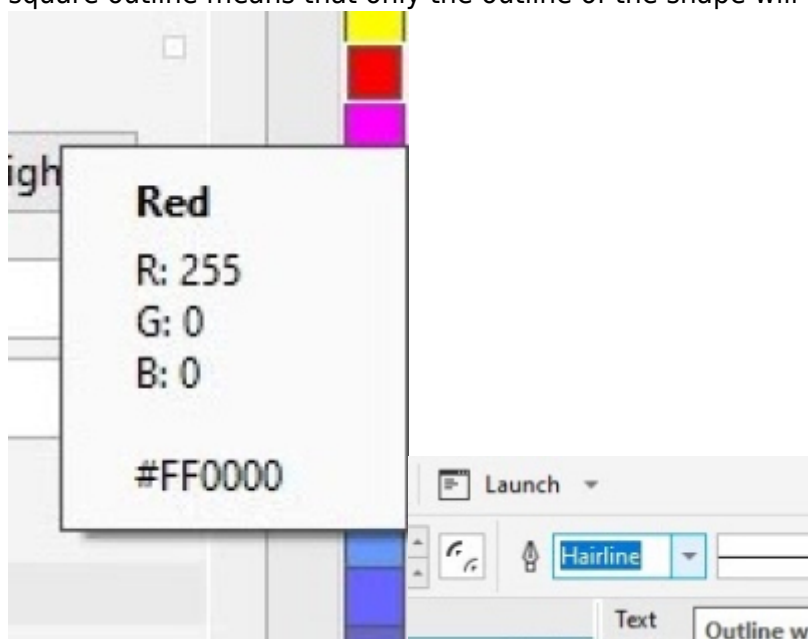 square outline means that only the outline of the shape will
igh
Red
R: 255
G: 0
B: 0
#FF0000
Launch
Hairline
Text
Outline w